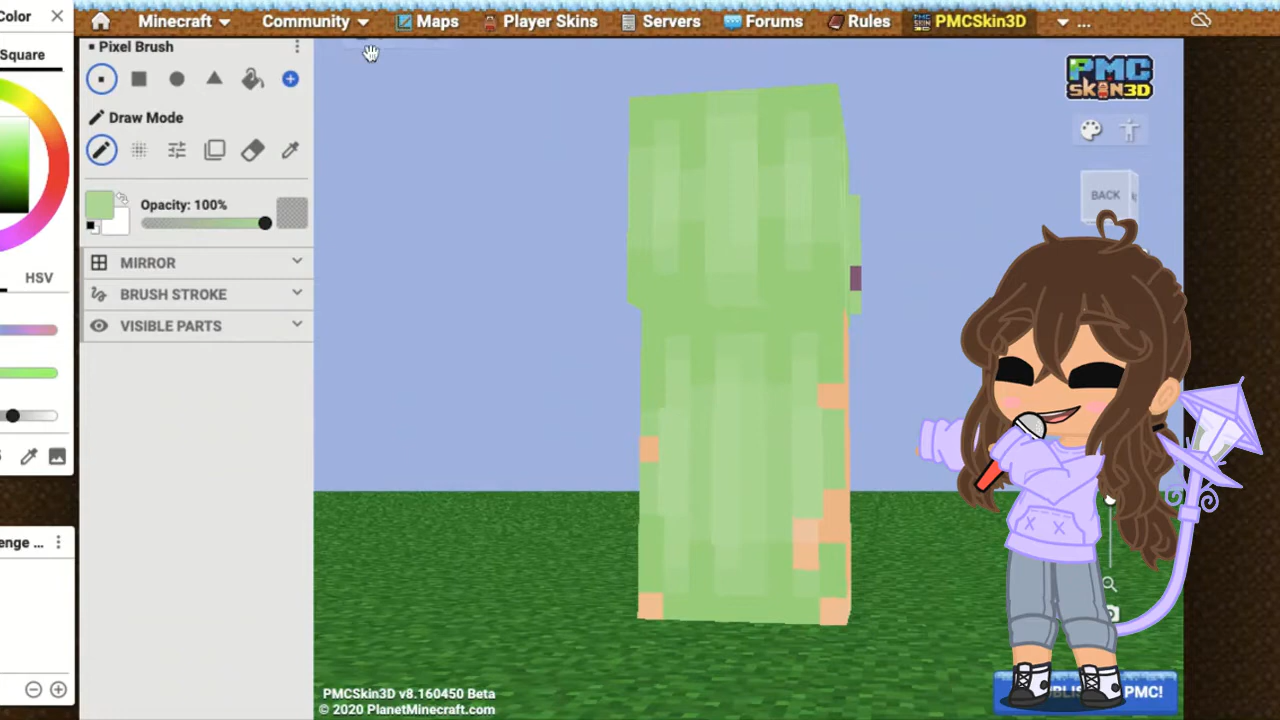 Color
Minecraft
Community
Maps
Player Skins
Servers
Forums
Rules
PMCSkin3D
...
Square
Pixel Brush
PMC
SKIN3D
Draw Mode
BACK
Opacity: 100%
HSV
MIRROR
BRUSH STROKE
VISIBLE PARTS
enge ...
PMCSkin3D v8.160450 Beta
© 2020 PlanetMinecraft.com
PMC!